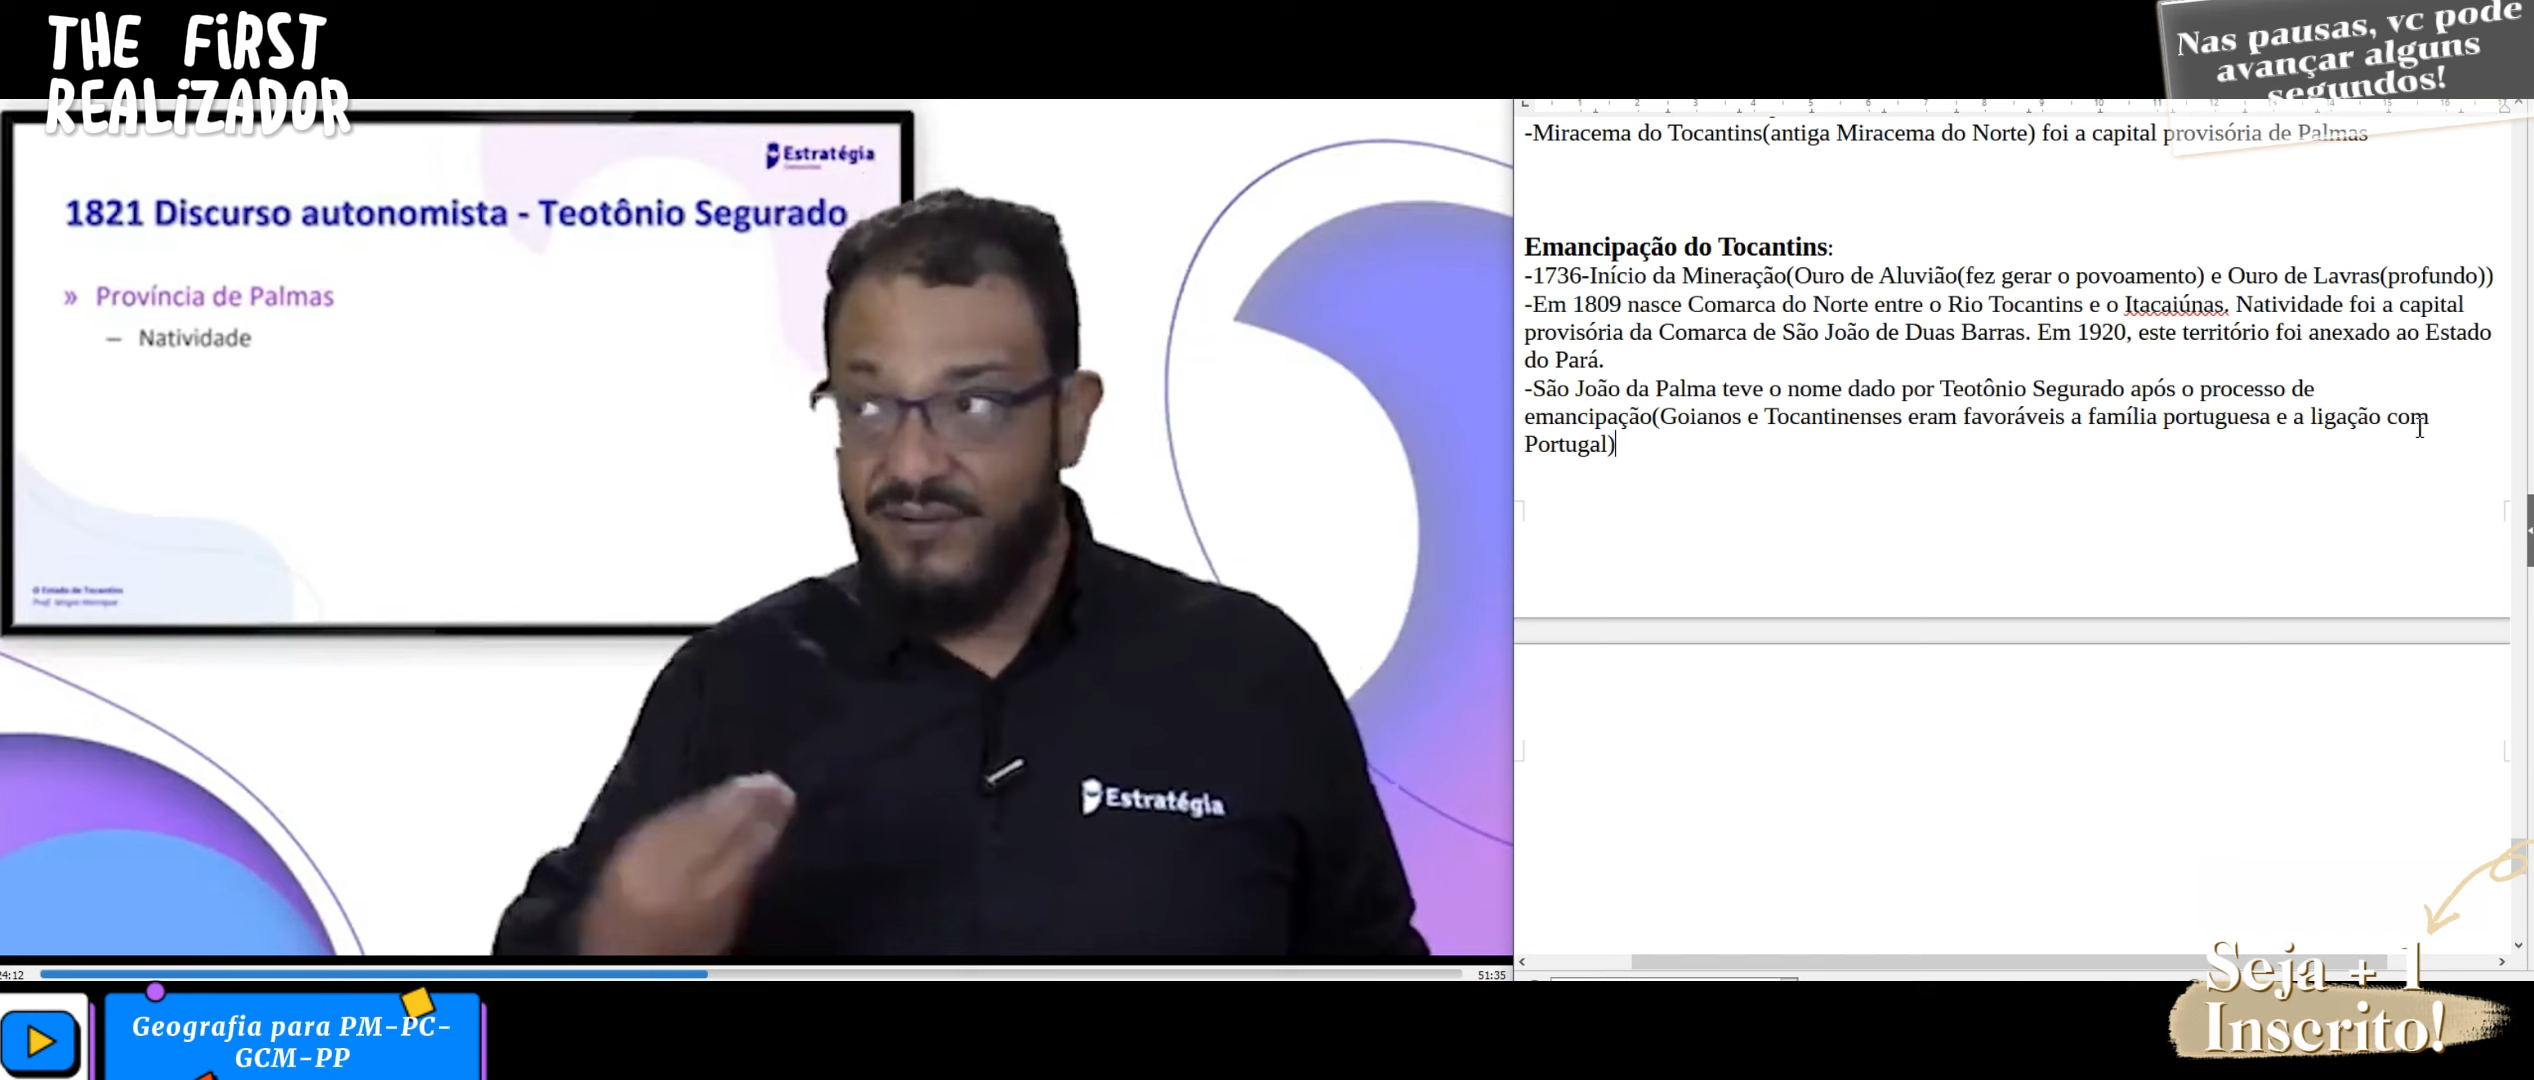 THE FiRST
REALiZADOR
Nas pausas, vc pode
avançar alguns
segundos!
Estratégia
1821 Discurso autonomista - Teotônio Segurado
» Província de Palmas
– Natividade
O Estado do Tocantins
Prof. Sérgio Henrique
Estratégia
24:12
51:35
Geografia para PM-PC-
GCM-PP
-Miracema do Tocantins(antiga Miracema do Norte) foi a capital provisória de Palmas
Emancipação do Tocantins:
-1736-Início da Mineração(Ouro de Aluvião(fez gerar o povoamento) e Ouro de Lavras(profundo))
-Em 1809 nasce Comarca do Norte entre o Rio Tocantins e o Itacaiúnas. Natividade foi a capital
provisória da Comarca de São João de Duas Barras. Em 1920, este território foi anexado ao Estado
do Pará.
-São João da Palma teve o nome dado por Teotônio Segurado após o processo de
emancipação(Goianos e Tocantinenses eram favoráveis a família portuguesa e a ligação com
Portugal)
Seja + 1
Inscrito!